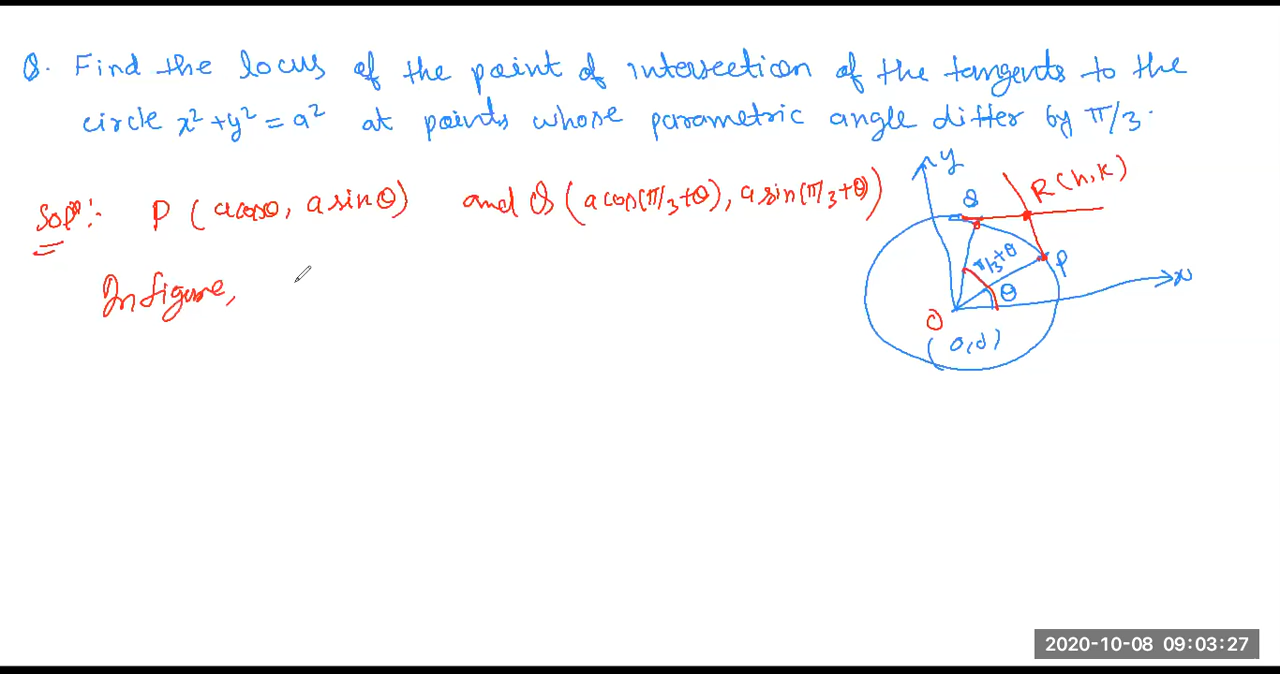 Q. Find the locus of the point of intersection of the tangents to the
circle x² + y² = a² at points whose parametric angle differ by π/3.
Solⁿ:- P (a cosθ, a sinθ) and Q (a cos(π/3+θ), a sin(π/3+θ))
In figure,
y
Q
R (h, k)
π/3+θ
P
θ
x
O
(0,0)
2020-10-08 09:03:27